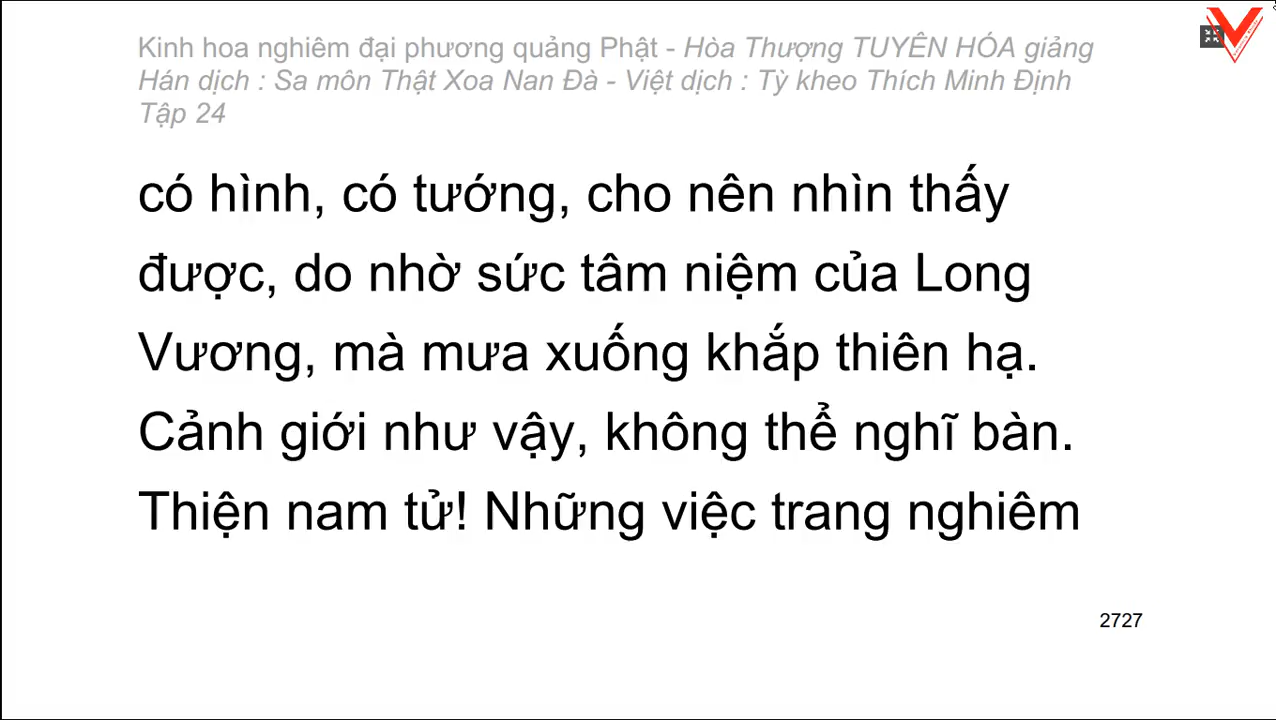 Kinh hoa nghiêm đại phương quảng Phật - Hòa Thượng TUYÊN HÓA giảng
Hán dịch : Sa môn Thật Xoa Nan Đà - Việt dịch : Tỳ kheo Thích Minh Định
Tập 24
có hình, có tướng, cho nên nhìn thấy
được, do nhờ sức tâm niệm của Long
Vương, mà mưa xuống khắp thiên hạ.
Cảnh giới như vậy, không thể nghĩ bàn.
Thiện nam tử! Những việc trang nghiêm
2727